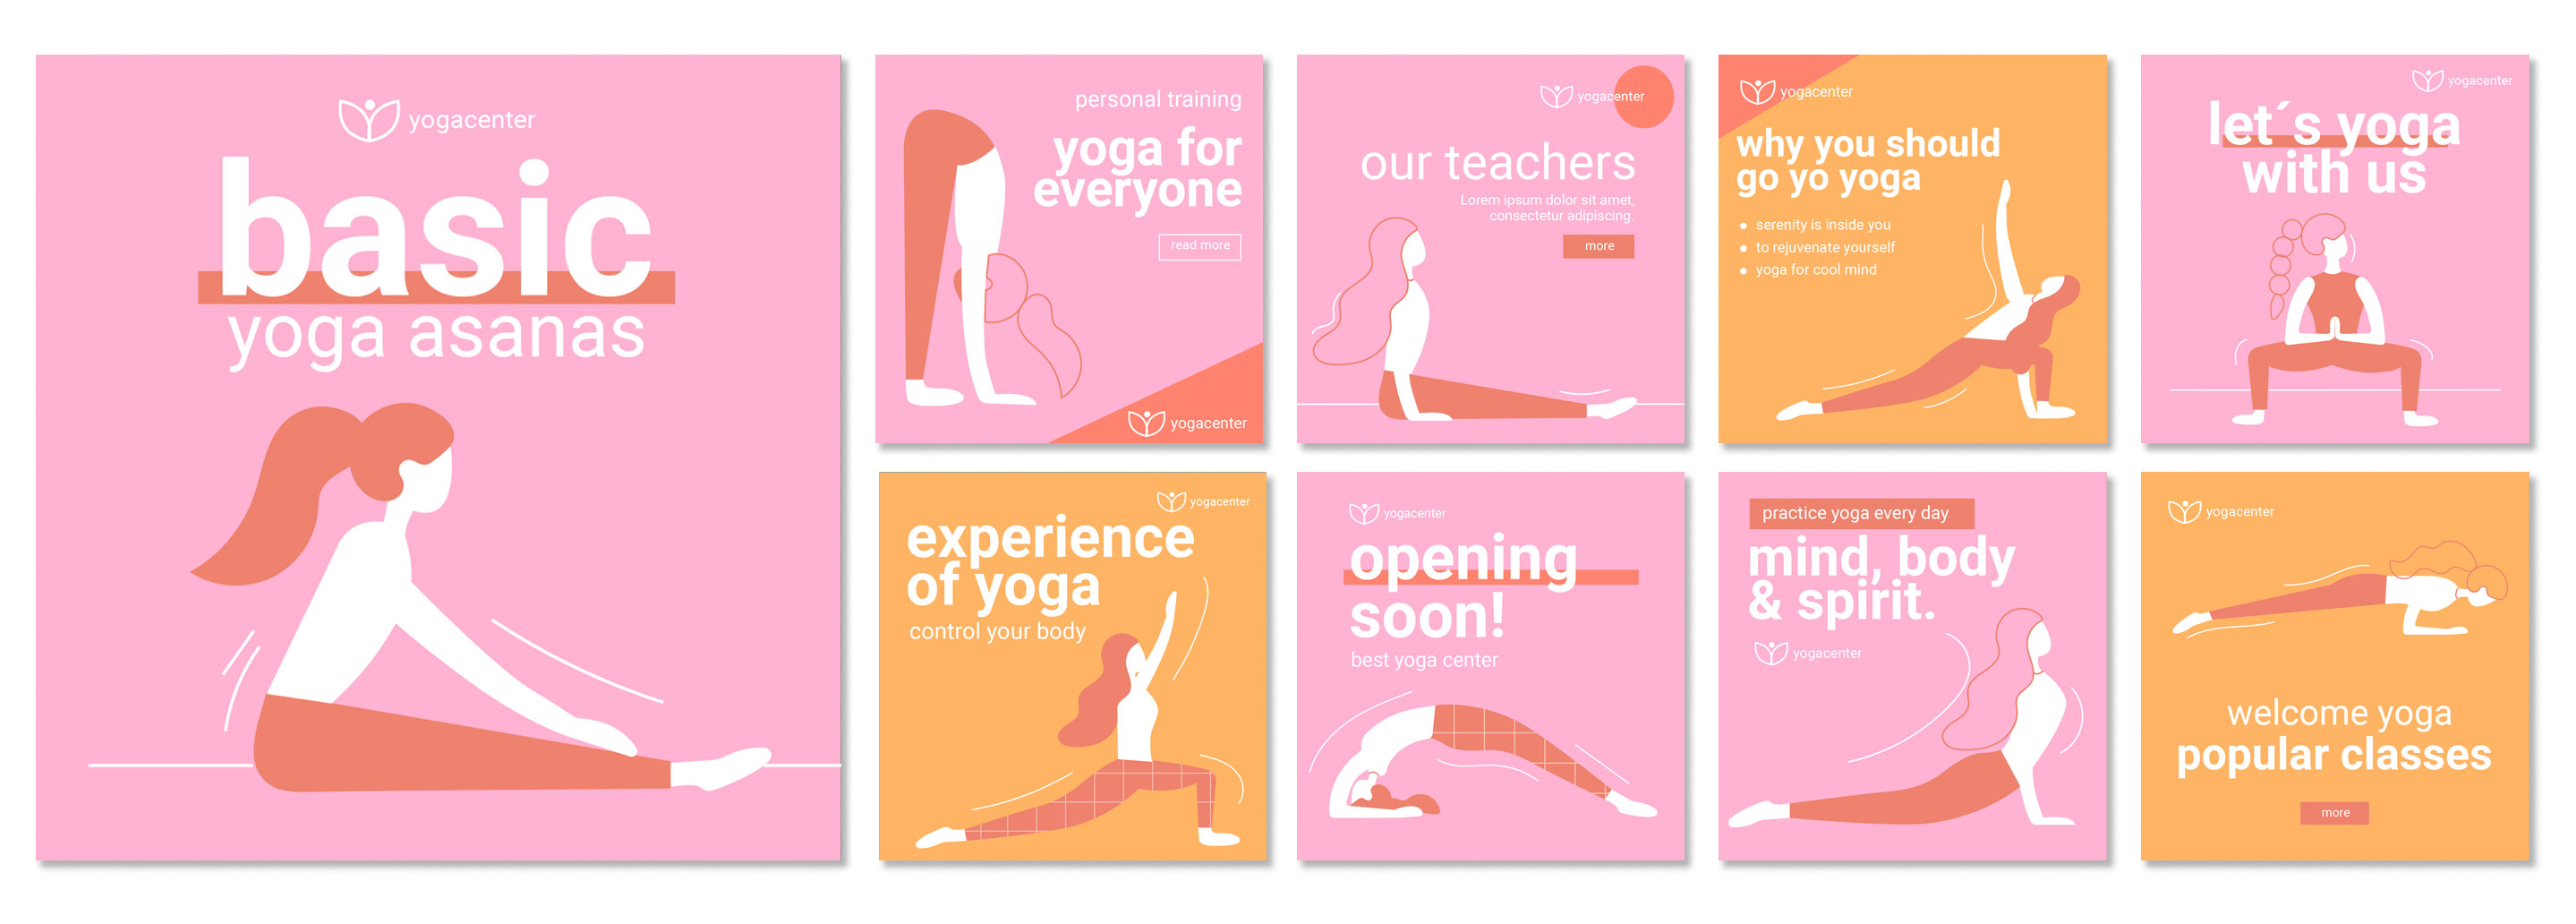 yogacenter
basic
yoga asanas
personal training
yoga for
everyone
read more
yogacenter
yogacenter
our teachers
Lorem ipsum dolor sit amet,
consectetur adipiscing.
more
yogacenter
why you should
go yo yoga
serenity is inside you
to rejuvenate yourself
yoga for cool mind
yogacenter
let´s yoga
with us
yogacenter
experience
of yoga
control your body
yogacenter
opening
soon!
best yoga center
practice yoga every day
mind, body
& spirit.
yogacenter
yogacenter
welcome yoga
popular classes
more